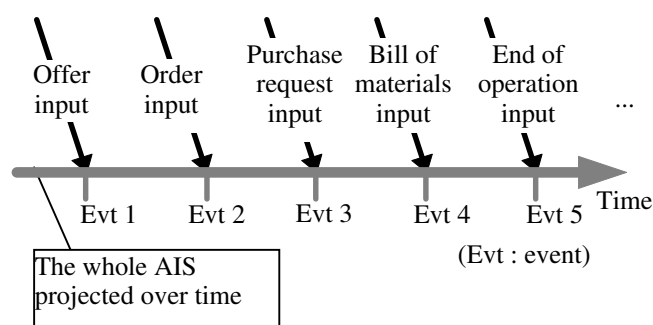 Offer
input
Order
input
Purchase
request
input
Bill of
materials
input
End of
operation
input
...
Evt 1
Evt 2
Evt 3
Evt 4
Evt 5
Time
(Evt : event)
The whole AIS
projected over time